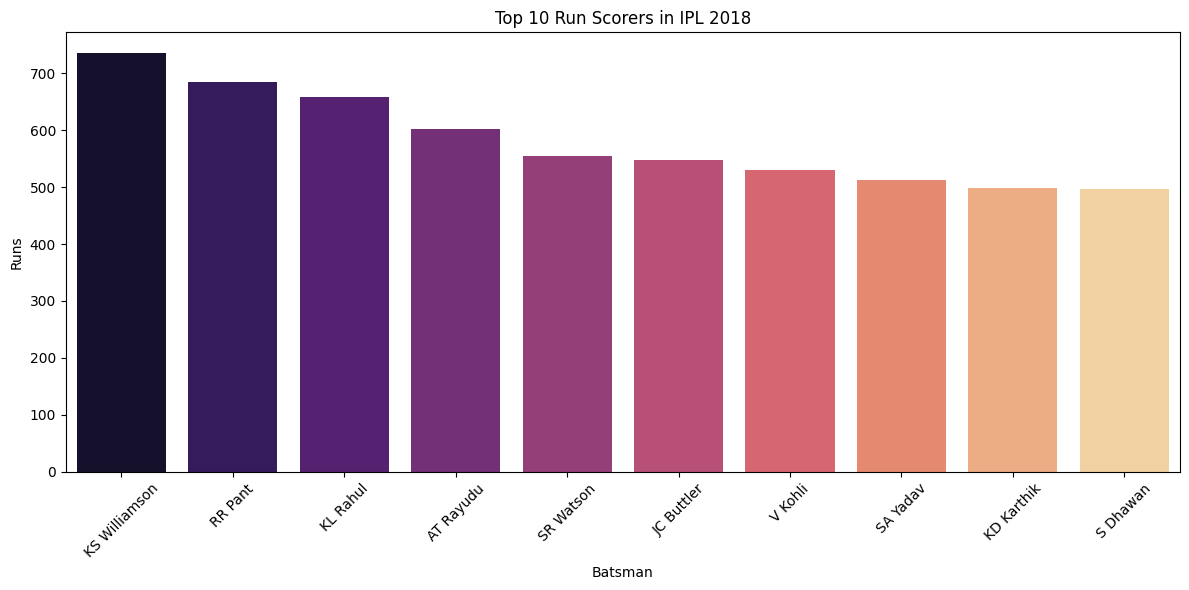 Top 10 Run Scorers in IPL 2018
Runs
700
600
500
400
300
200
100
0
KS Williamson
RR Pant
KL Rahul
AT Rayudu
SR Watson
JC Buttler
V Kohli
SA Yadav
KD Karthik
S Dhawan
Batsman